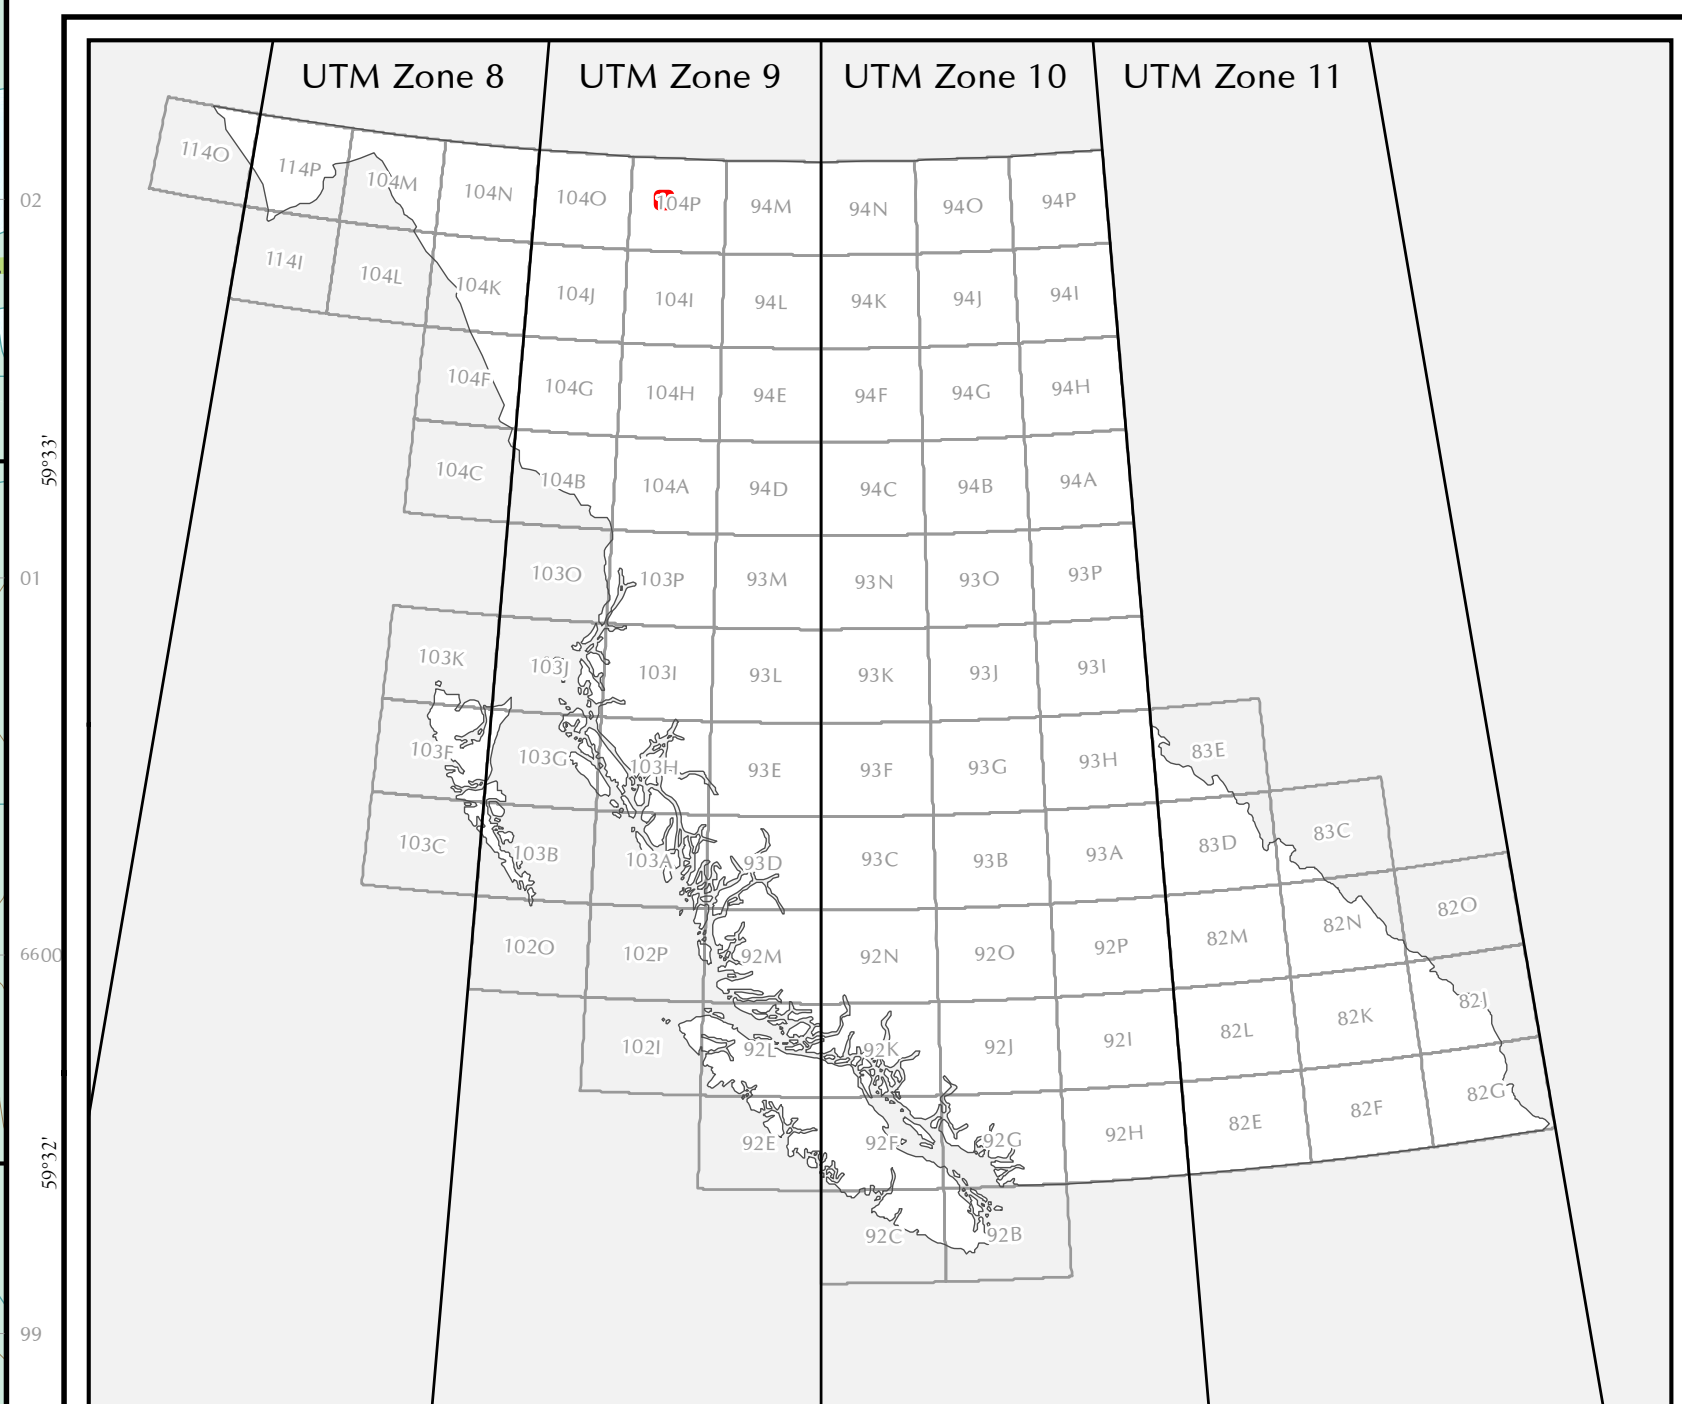 UTM Zone 8 UTM Zone 9 UTM Zone 10 UTM Zone 11
114O 114P 104M 104N 104O 104P 94M 94N 94O 94P
02
114I 104L 104K 104J 104I 94L 94K 94J 94I
104F 104G 104H 94E 94F 94G 94H
59°33'
104C 104B 104A 94D 94C 94B 94A
01
103O 103P 93M 93N 93O 93P
103K 103J 103I 93L 93K 93J 93I
103F 103G 103H 93E 93F 93G 93H 83E
103C 103B 103A 93D 93C 93B 93A 83D 83C
6600
102O 102P 92M 92N 92O 92P 82M 82N 82O
102I 92L 92K 92J 92I 82L 82K 82J
59°32'
92E 92F 92G 92H 82E 82F 82G
92C 92B
99